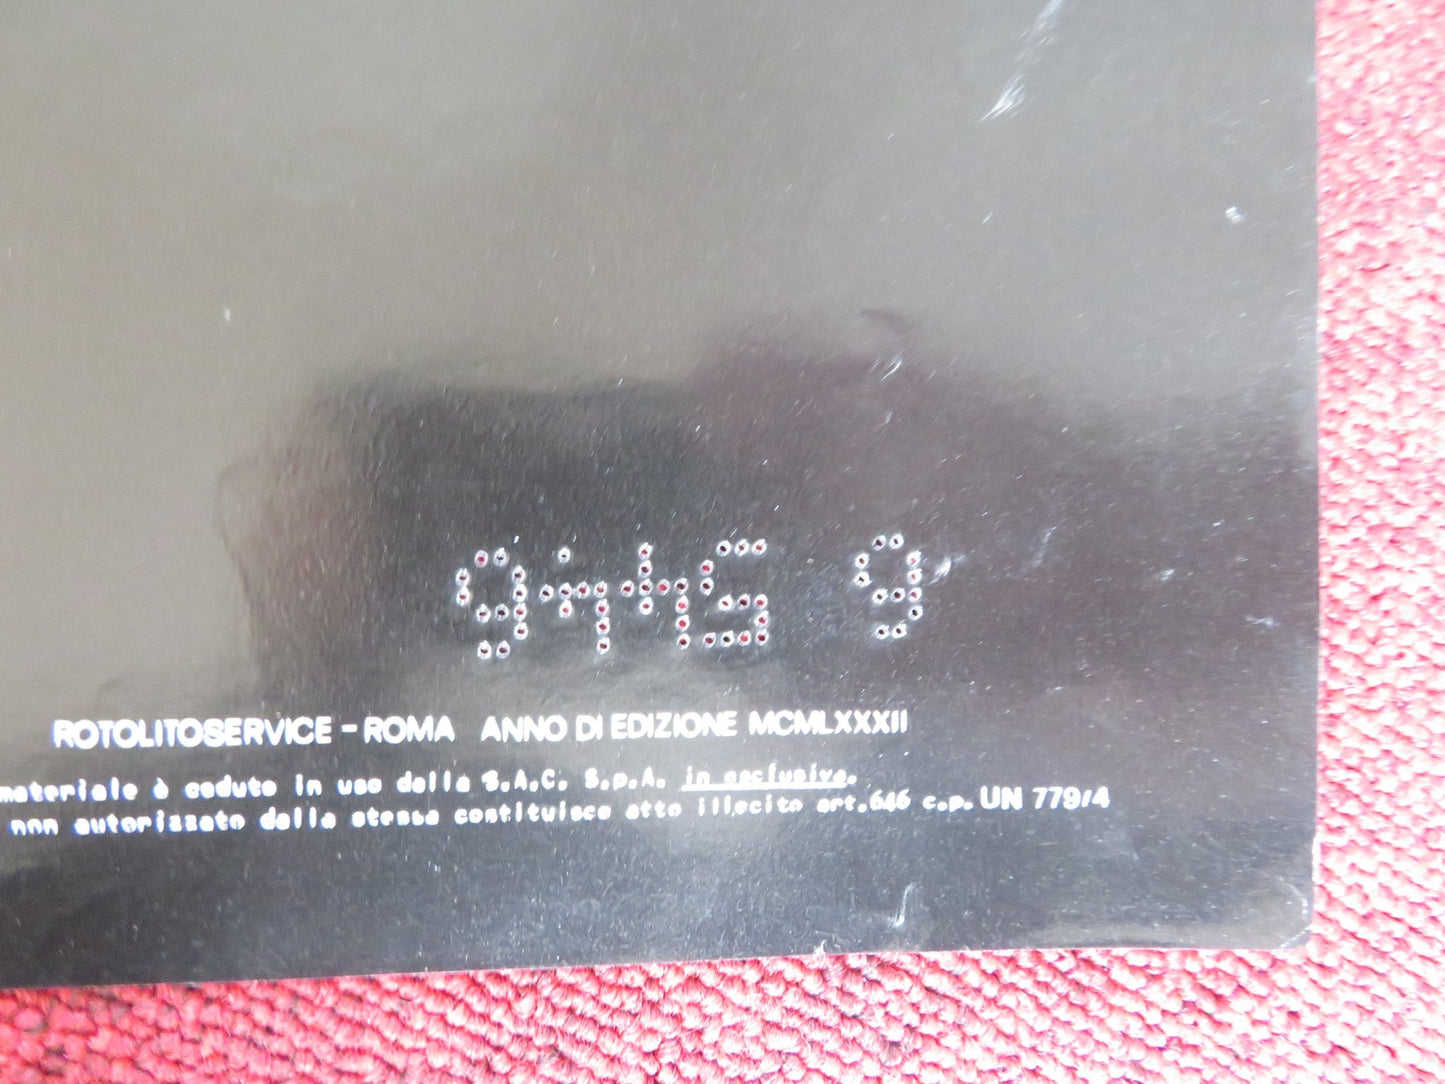 9445 9
ROTOLITOSERVICE - ROMA ANNO DI EDIZIONE MCMLXXXII
materiale è ceduto in uso dalla S.A.C. S.p.A. in esclusiva.
non autorizzato dalla stessa costituisce atto illecito art.646 c.p. UN 779/4